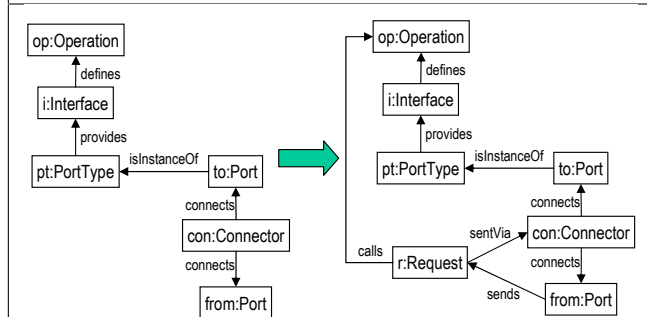 op:Operation
defines
i:Interface
provides
pt:PortType
isInstanceOf
to:Port
connects
con:Connector
connects
from:Port
op:Operation
defines
i:Interface
provides
pt:PortType
isInstanceOf
to:Port
connects
sentVia
con:Connector
calls
r:Request
connects
sends
from:Port